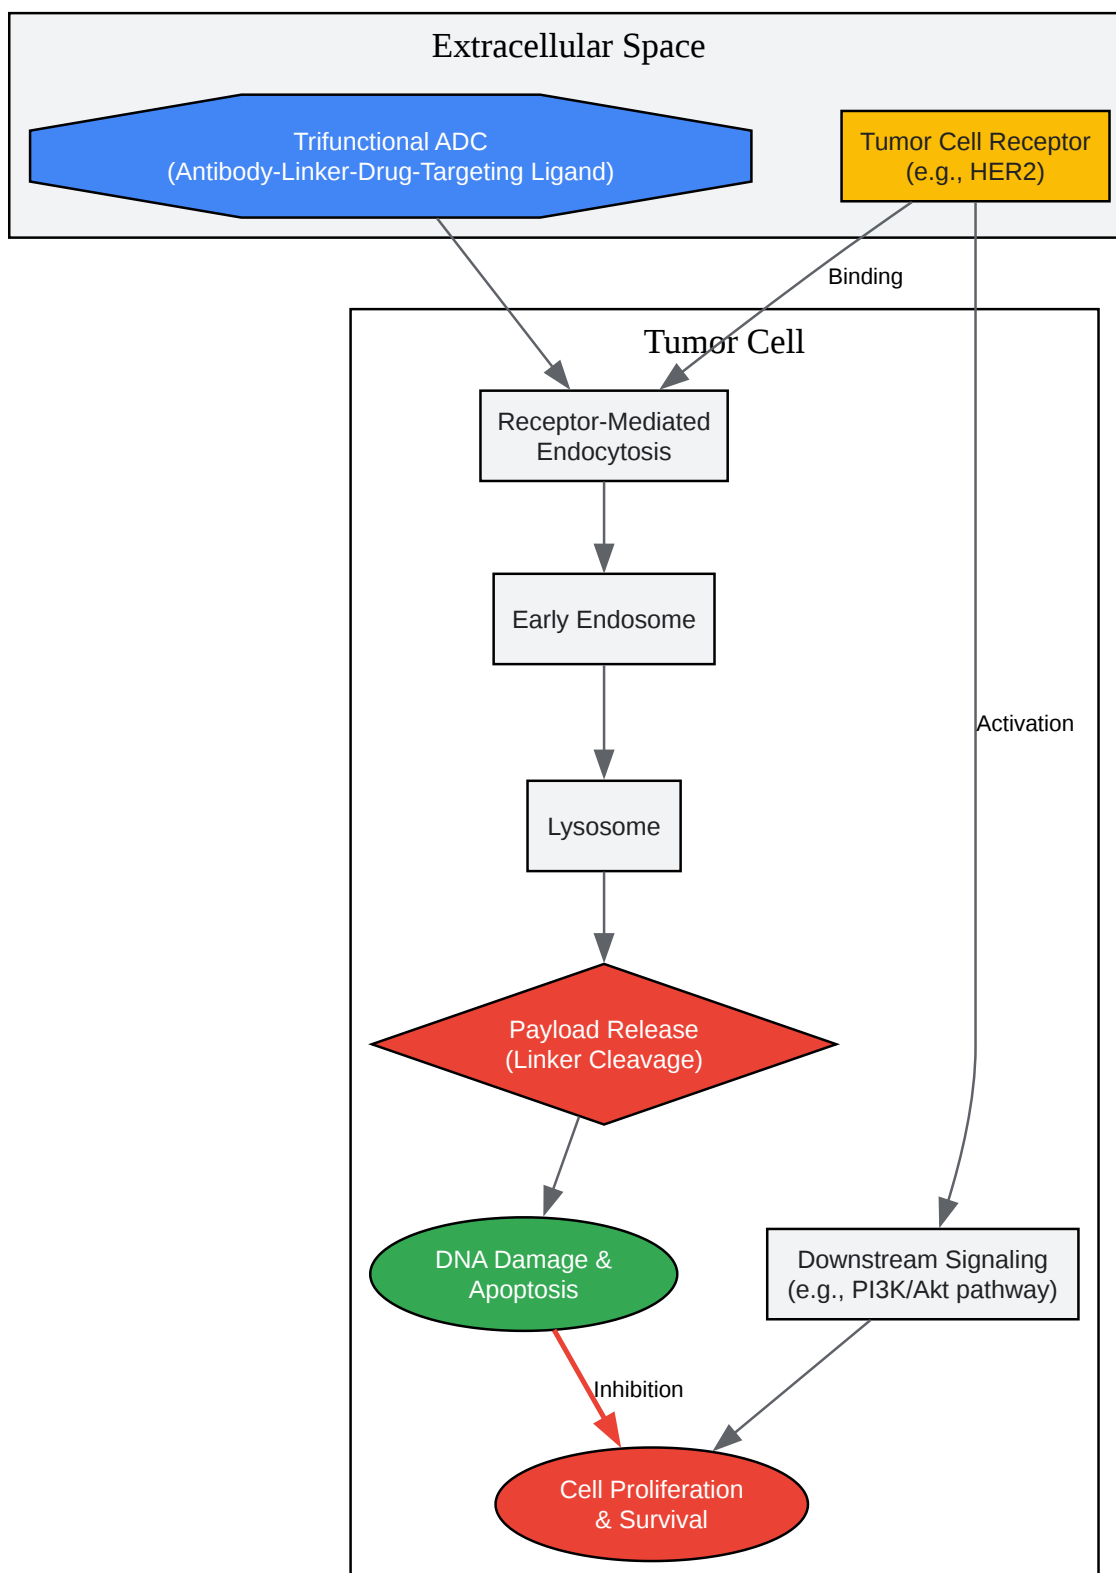 Extracellular Space
Trifunctional ADC
(Antibody-Linker-Drug-Targeting Ligand)
Tumor Cell Receptor
(e.g., HER2)
Binding
Tumor Cell
Receptor-Mediated
Endocytosis
Early Endosome
Activation
Lysosome
Payload Release
(Linker Cleavage)
DNA Damage &
Apoptosis
Downstream Signaling
(e.g., PI3K/Akt pathway)
Inhibition
Cell Proliferation
& Survival